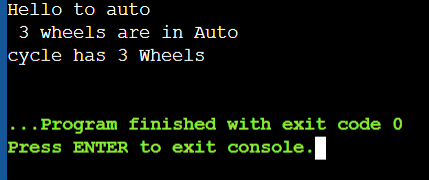 Hello to auto
 3 wheels are in Auto
cycle has 3 Wheels
...Program finished with exit code 0
Press ENTER to exit console.